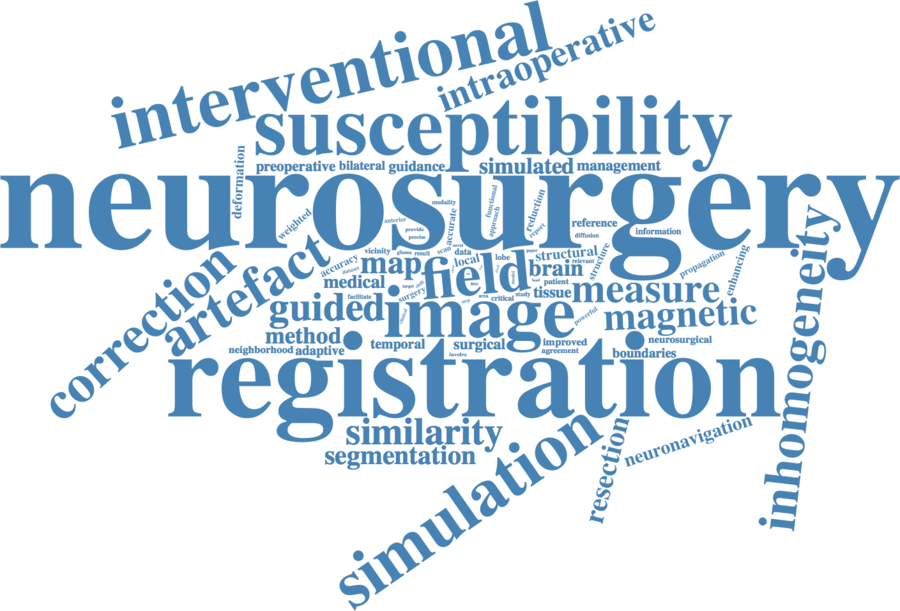 interventional
intraoperative
susceptibility
preoperative bilateral guidance
simulated management
deformation
neurosurgery
modality
functional
approach
reduction
weighted
anterior
provide
precise
accurate
report
reference
diffusion
information
correction
artefact
accuracy
dataset
vicinity
glioma
result
scan
data
local
lobe
structural
relevant
structure
propagation
enhancing
inhomogeneity
map
field
brain
medical
target
surgery
patient
tissue
measure
facilitate
area
critical
study
guided
image
powerful
magnetic
method
temporal
surgical
improved
agreement
neurosurgical
neighborhood adaptive
involve
boundaries
registration
similarity
segmentation
simulation
resection
neuronavigation